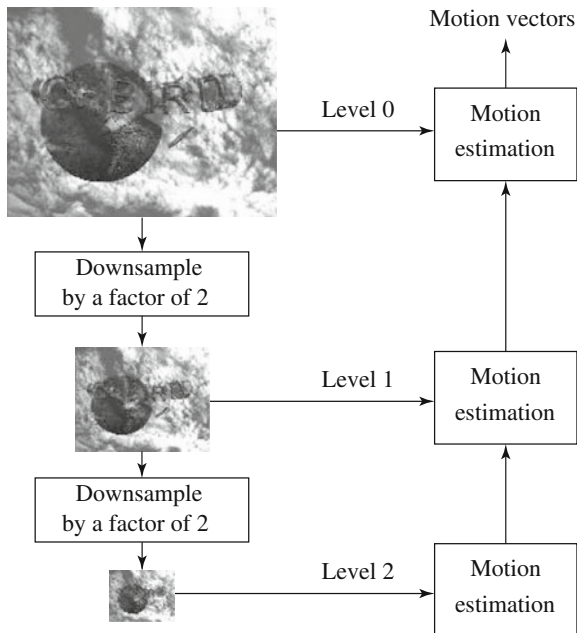 Motion vectors
Level 0
Motion
estimation
Downsample
by a factor of 2
Level 1
Motion
estimation
Downsample
by a factor of 2
Level 2
Motion
estimation